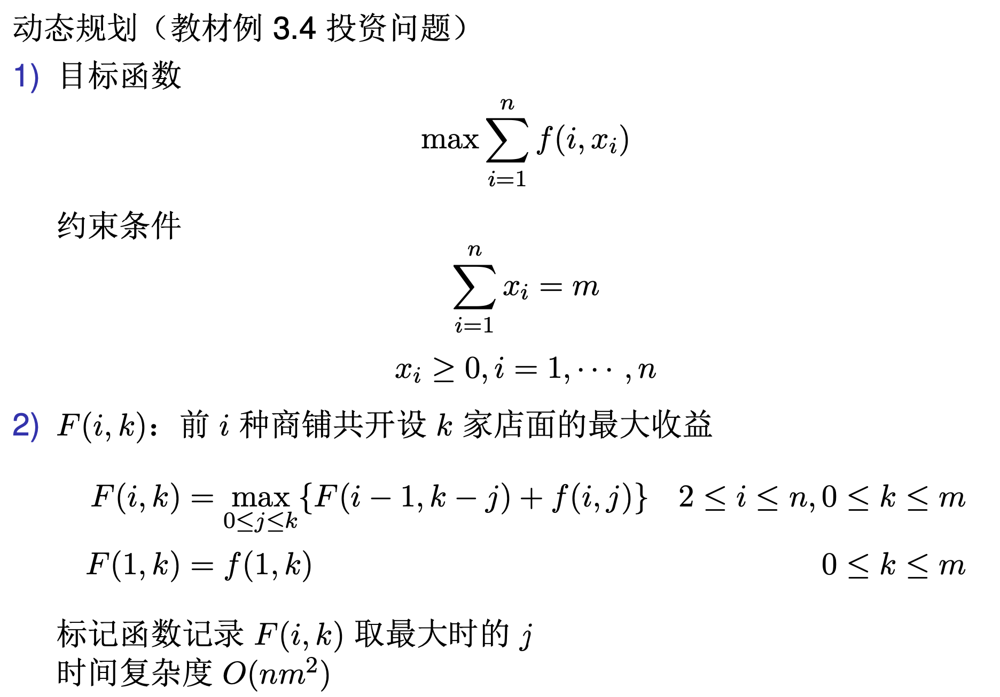 动态规划（教材例 3.4 投资问题）
1) 目标函数
$$\max \sum_{i=1}^{n} f(i, x_i)$$
约束条件
$$\sum_{i=1}^{n} x_i = m$$
$$x_i \geq 0, i = 1, \cdots, n$$
2) $F(i, k)$：前 $i$ 种商铺共开设 $k$ 家店面的最大收益
$$F(i, k) = \max_{0 \leq j \leq k} \{F(i-1, k-j) + f(i, j)\} \quad 2 \leq i \leq n, 0 \leq k \leq m$$
$$F(1, k) = f(1, k) \quad 0 \leq k \leq m$$
标记函数记录 $F(i, k)$ 取最大时的 $j$
时间复杂度 $O(nm^2)$